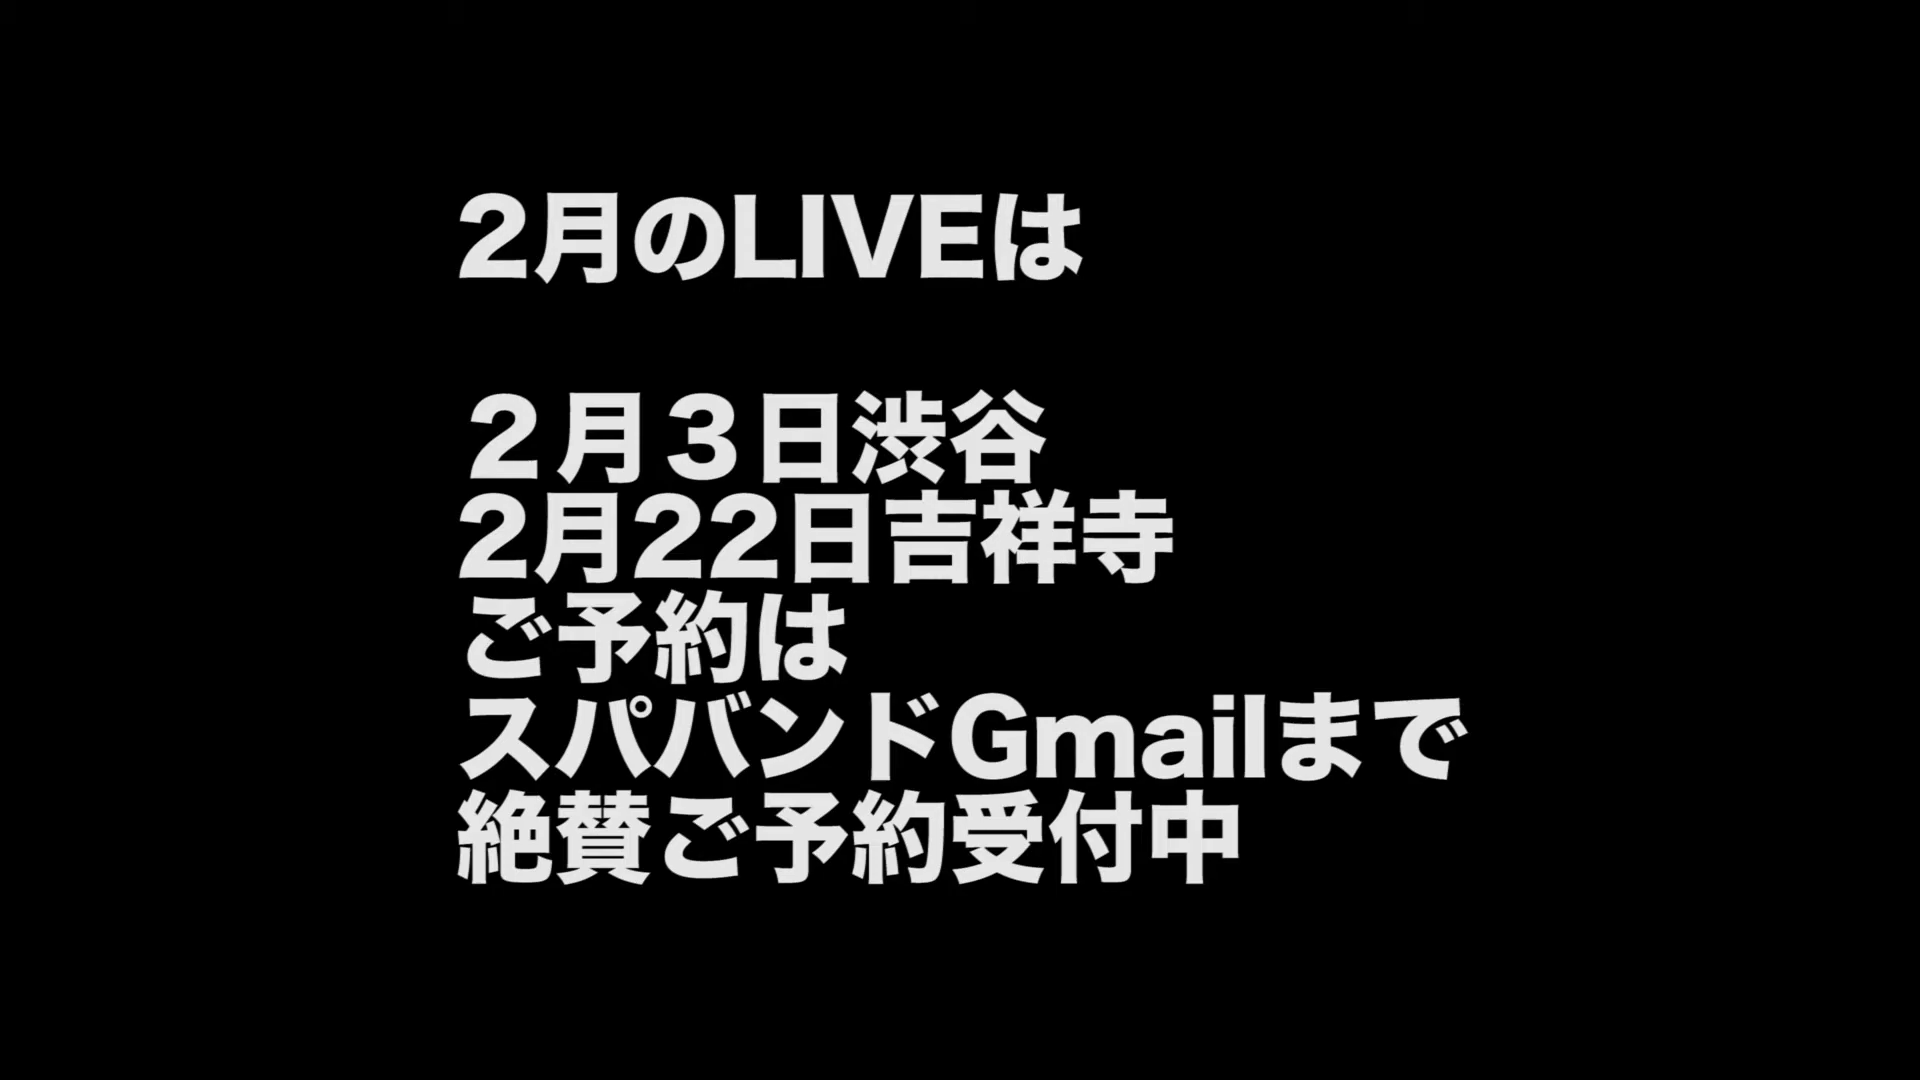 2月のLIVEは
２月３日渋谷
2月22日吉祥寺
ご予約は
スパバンドGmailまで
絶賛ご予約受付中